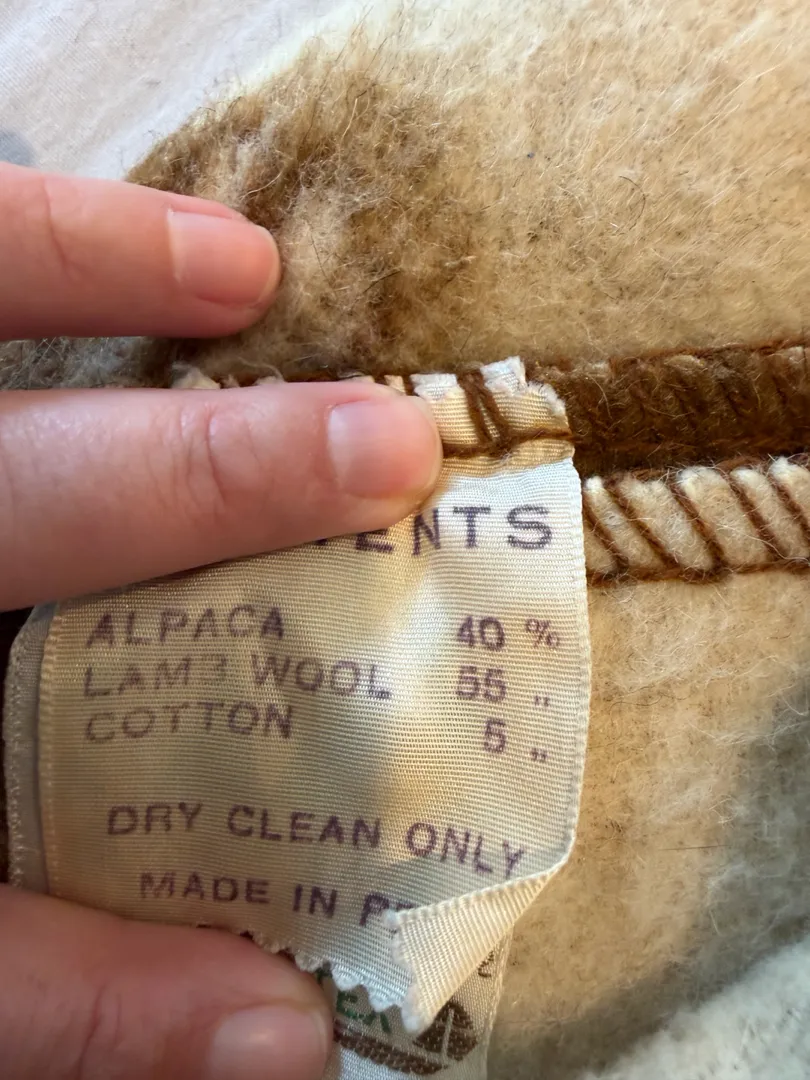 ENTS
ALPACA 40 %
LAMB WOOL 55 „
COTTON 5 „
DRY CLEAN ONLY
MADE IN